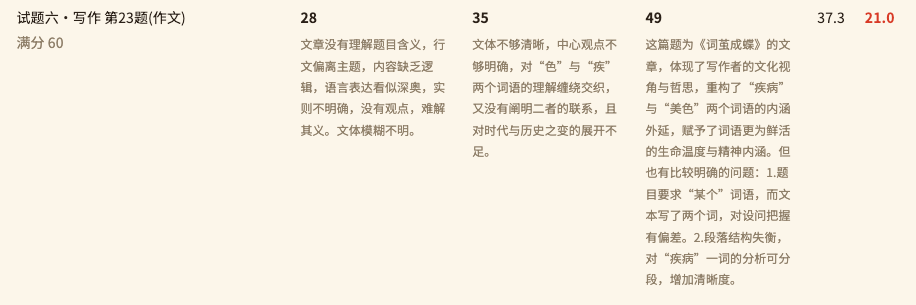 试题六·写作 第23题(作文)
满分 60
28
文章没有理解题目含义，行
文偏离主题，内容缺乏逻
辑，语言表达看似深奥，实
则不明确，没有观点，难解
其义。文体模糊不明。
35
文体不够清晰，中心观点不
够明确，对“色”与“疾”
两个词语的理解缠绕交织，
又没有阐明二者的联系，且
对时代与历史之变的展开不
足。
49
这篇题为《词茧成蝶》的文
章，体现了写作者的文化视
角与哲思，重构了“疾病”
与“美色”两个词语的内涵
外延，赋予了词语更为鲜活
的生命温度与精神内涵。但
也有比较明确的问题：1.题
目要求“某个”词语，而文
本写了两个词，对设问把握
有偏差。2.段落结构失衡，
对“疾病”一词的分析可分
段，增加清晰度。
37.3
21.0